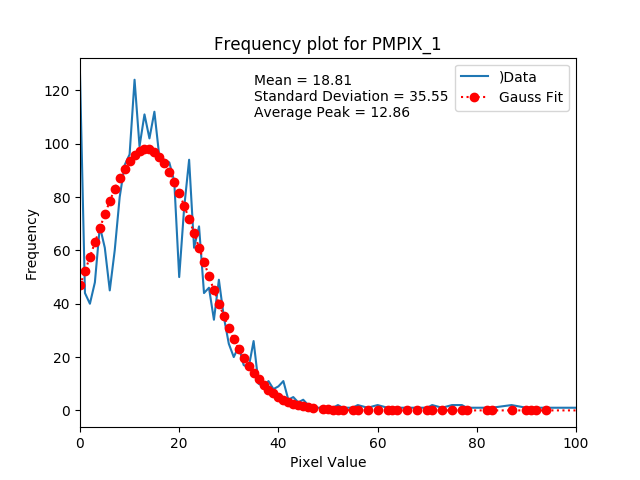 Frequency plot for PMPIX_1
Mean = 18.81
Standard Deviation = 35.55
Average Peak = 12.86
)Data
Gauss Fit
Frequency
120
100
80
60
40
20
0
0 20 40 60 80 100
Pixel Value